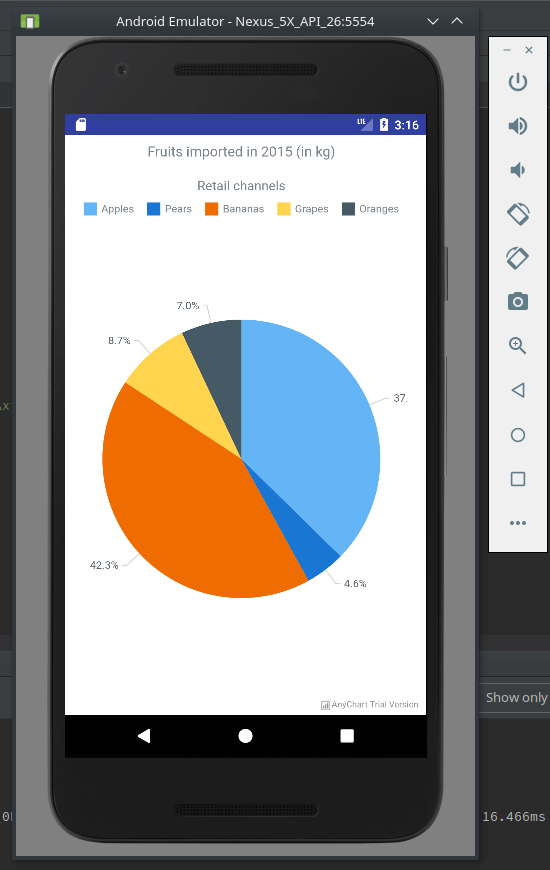 Android Emulator - Nexus_5X_API_26:5554
LTE 3:16
Fruits imported in 2015 (in kg)
Retail channels
Apples Pears Bananas Grapes Oranges
7.0%
8.7%
37.
42.3%
4.6%
AnyChart Trial Version
Show only
16.466ms